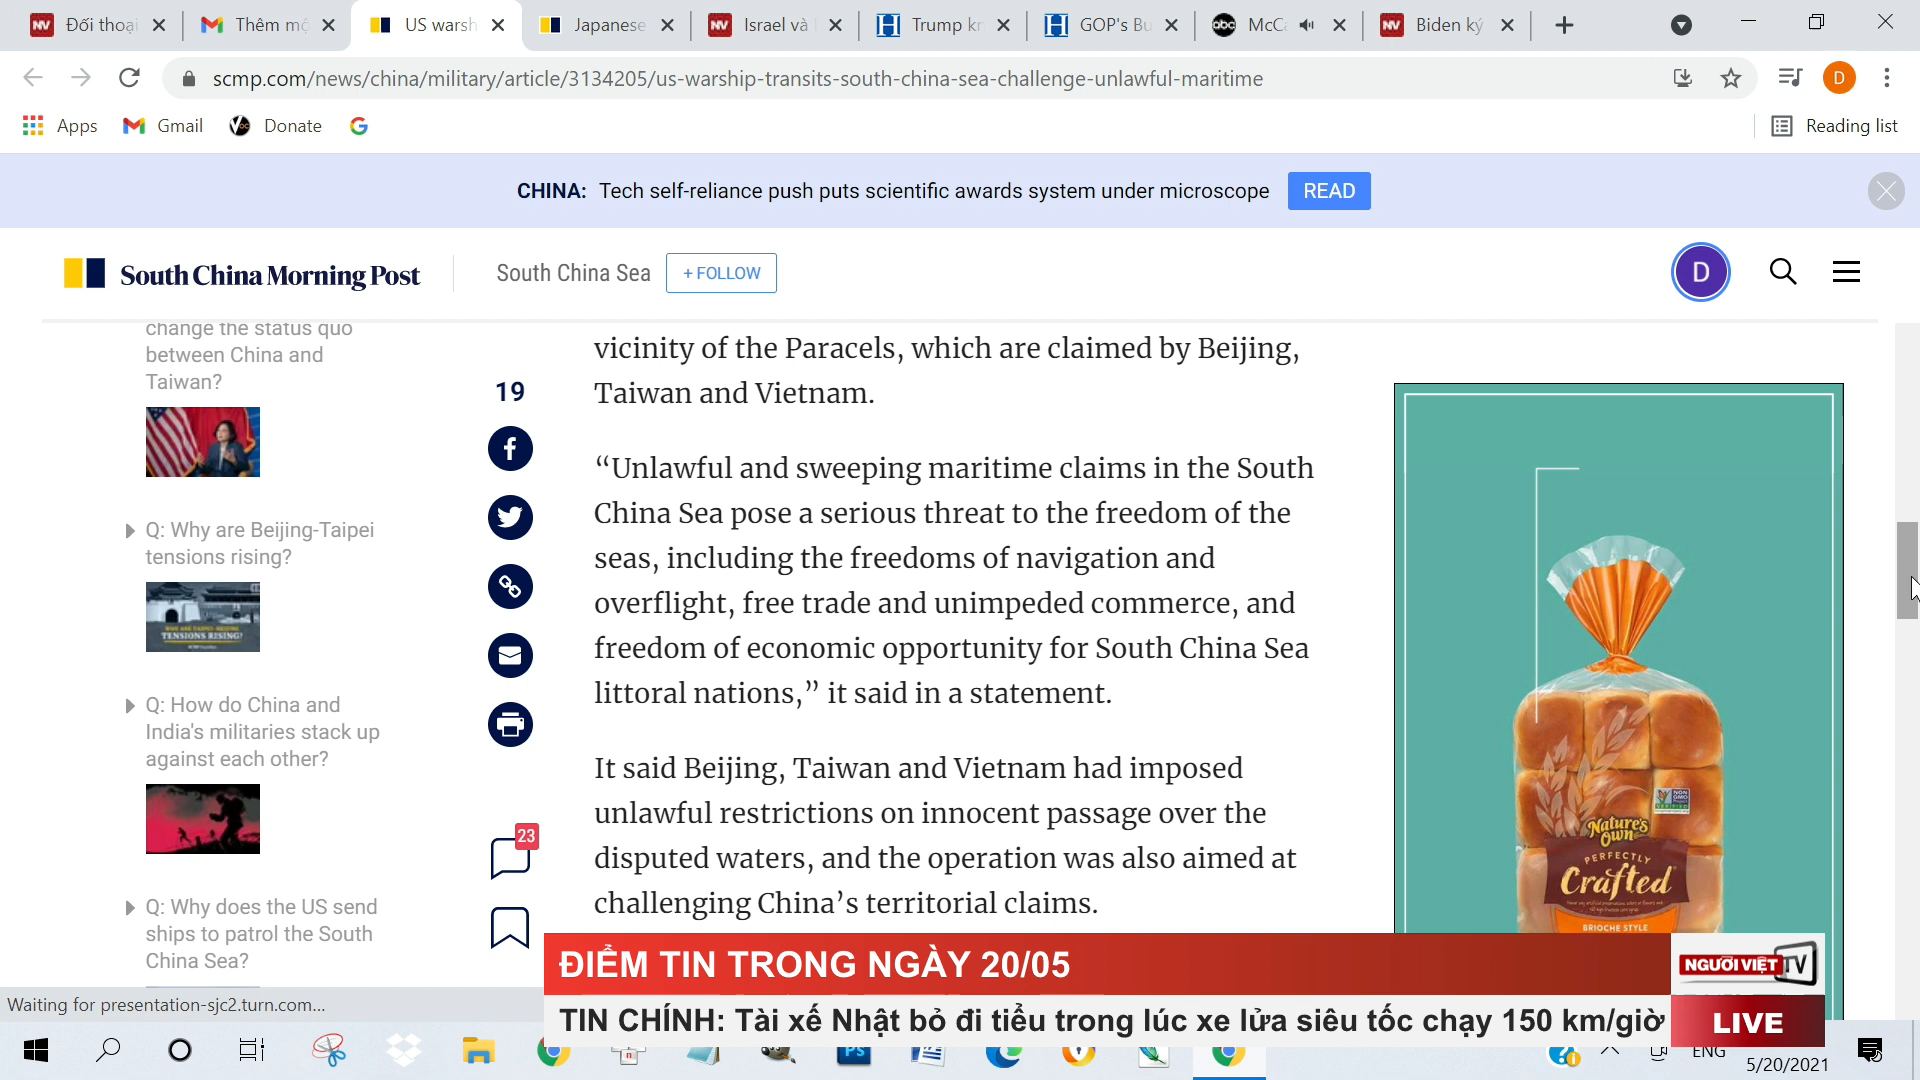 Đối thoại
Thêm mộ
US warsh
Japanese
Israel và
Trump kr
GOP's Bu
McCa
Biden ký
scmp.com/news/china/military/article/3134205/us-warship-transits-south-china-sea-challenge-unlawful-maritime
D
Apps
Gmail
Donate
Reading list
CHINA: Tech self-reliance push puts scientific awards system under microscope
READ
South China Morning Post
South China Sea
+ FOLLOW
D
change the status quo
between China and
Taiwan?
Q: Why are Beijing-Taipei
tensions rising?
TENSIONS RISING?
Q: How do China and
India's militaries stack up
against each other?
Q: Why does the US send
ships to patrol the South
China Sea?
19
23
vicinity of the Paracels, which are claimed by Beijing,
Taiwan and Vietnam.
“Unlawful and sweeping maritime claims in the South
China Sea pose a serious threat to the freedom of the
seas, including the freedoms of navigation and
overflight, free trade and unimpeded commerce, and
freedom of economic opportunity for South China Sea
littoral nations,” it said in a statement.
It said Beijing, Taiwan and Vietnam had imposed
unlawful restrictions on innocent passage over the
disputed waters, and the operation was also aimed at
challenging China’s territorial claims.
NON
GMO
Nature's
Own
PERFECTLY
Crafted
BRIOCHE STYLE
ĐIỂM TIN TRONG NGÀY 20/05
NGƯỜI VIỆT TV
TIN CHÍNH: Tài xế Nhật bỏ đi tiểu trong lúc xe lửa siêu tốc chạy 150 km/giờ
LIVE
Waiting for presentation-sjc2.turn.com...
Ps
ENG
5/20/2021